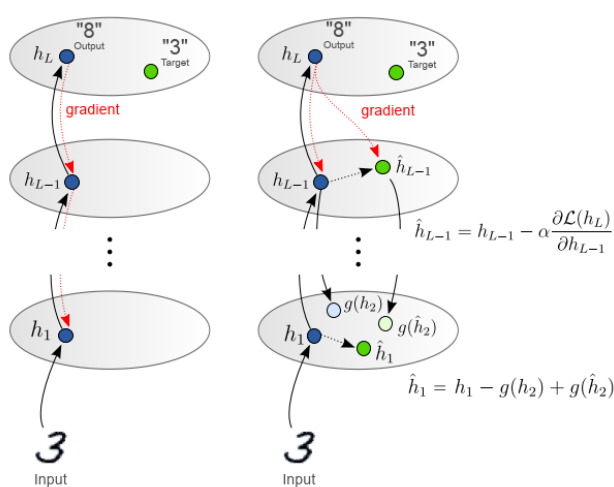 "8"
Output
"3"
Target
h_L
gradient
h_{L-1}
h_1
3
Input
"8"
Output
"3"
Target
h_L
gradient
h_{L-1}
ĥ_{L-1}
ĥ_{L-1} = h_{L-1} - α ∂ℒ(h_L)/∂h_{L-1}
g(h_2)
g(ĥ_2)
h_1
ĥ_1
ĥ_1 = h_1 - g(h_2) + g(ĥ_2)
3
Input